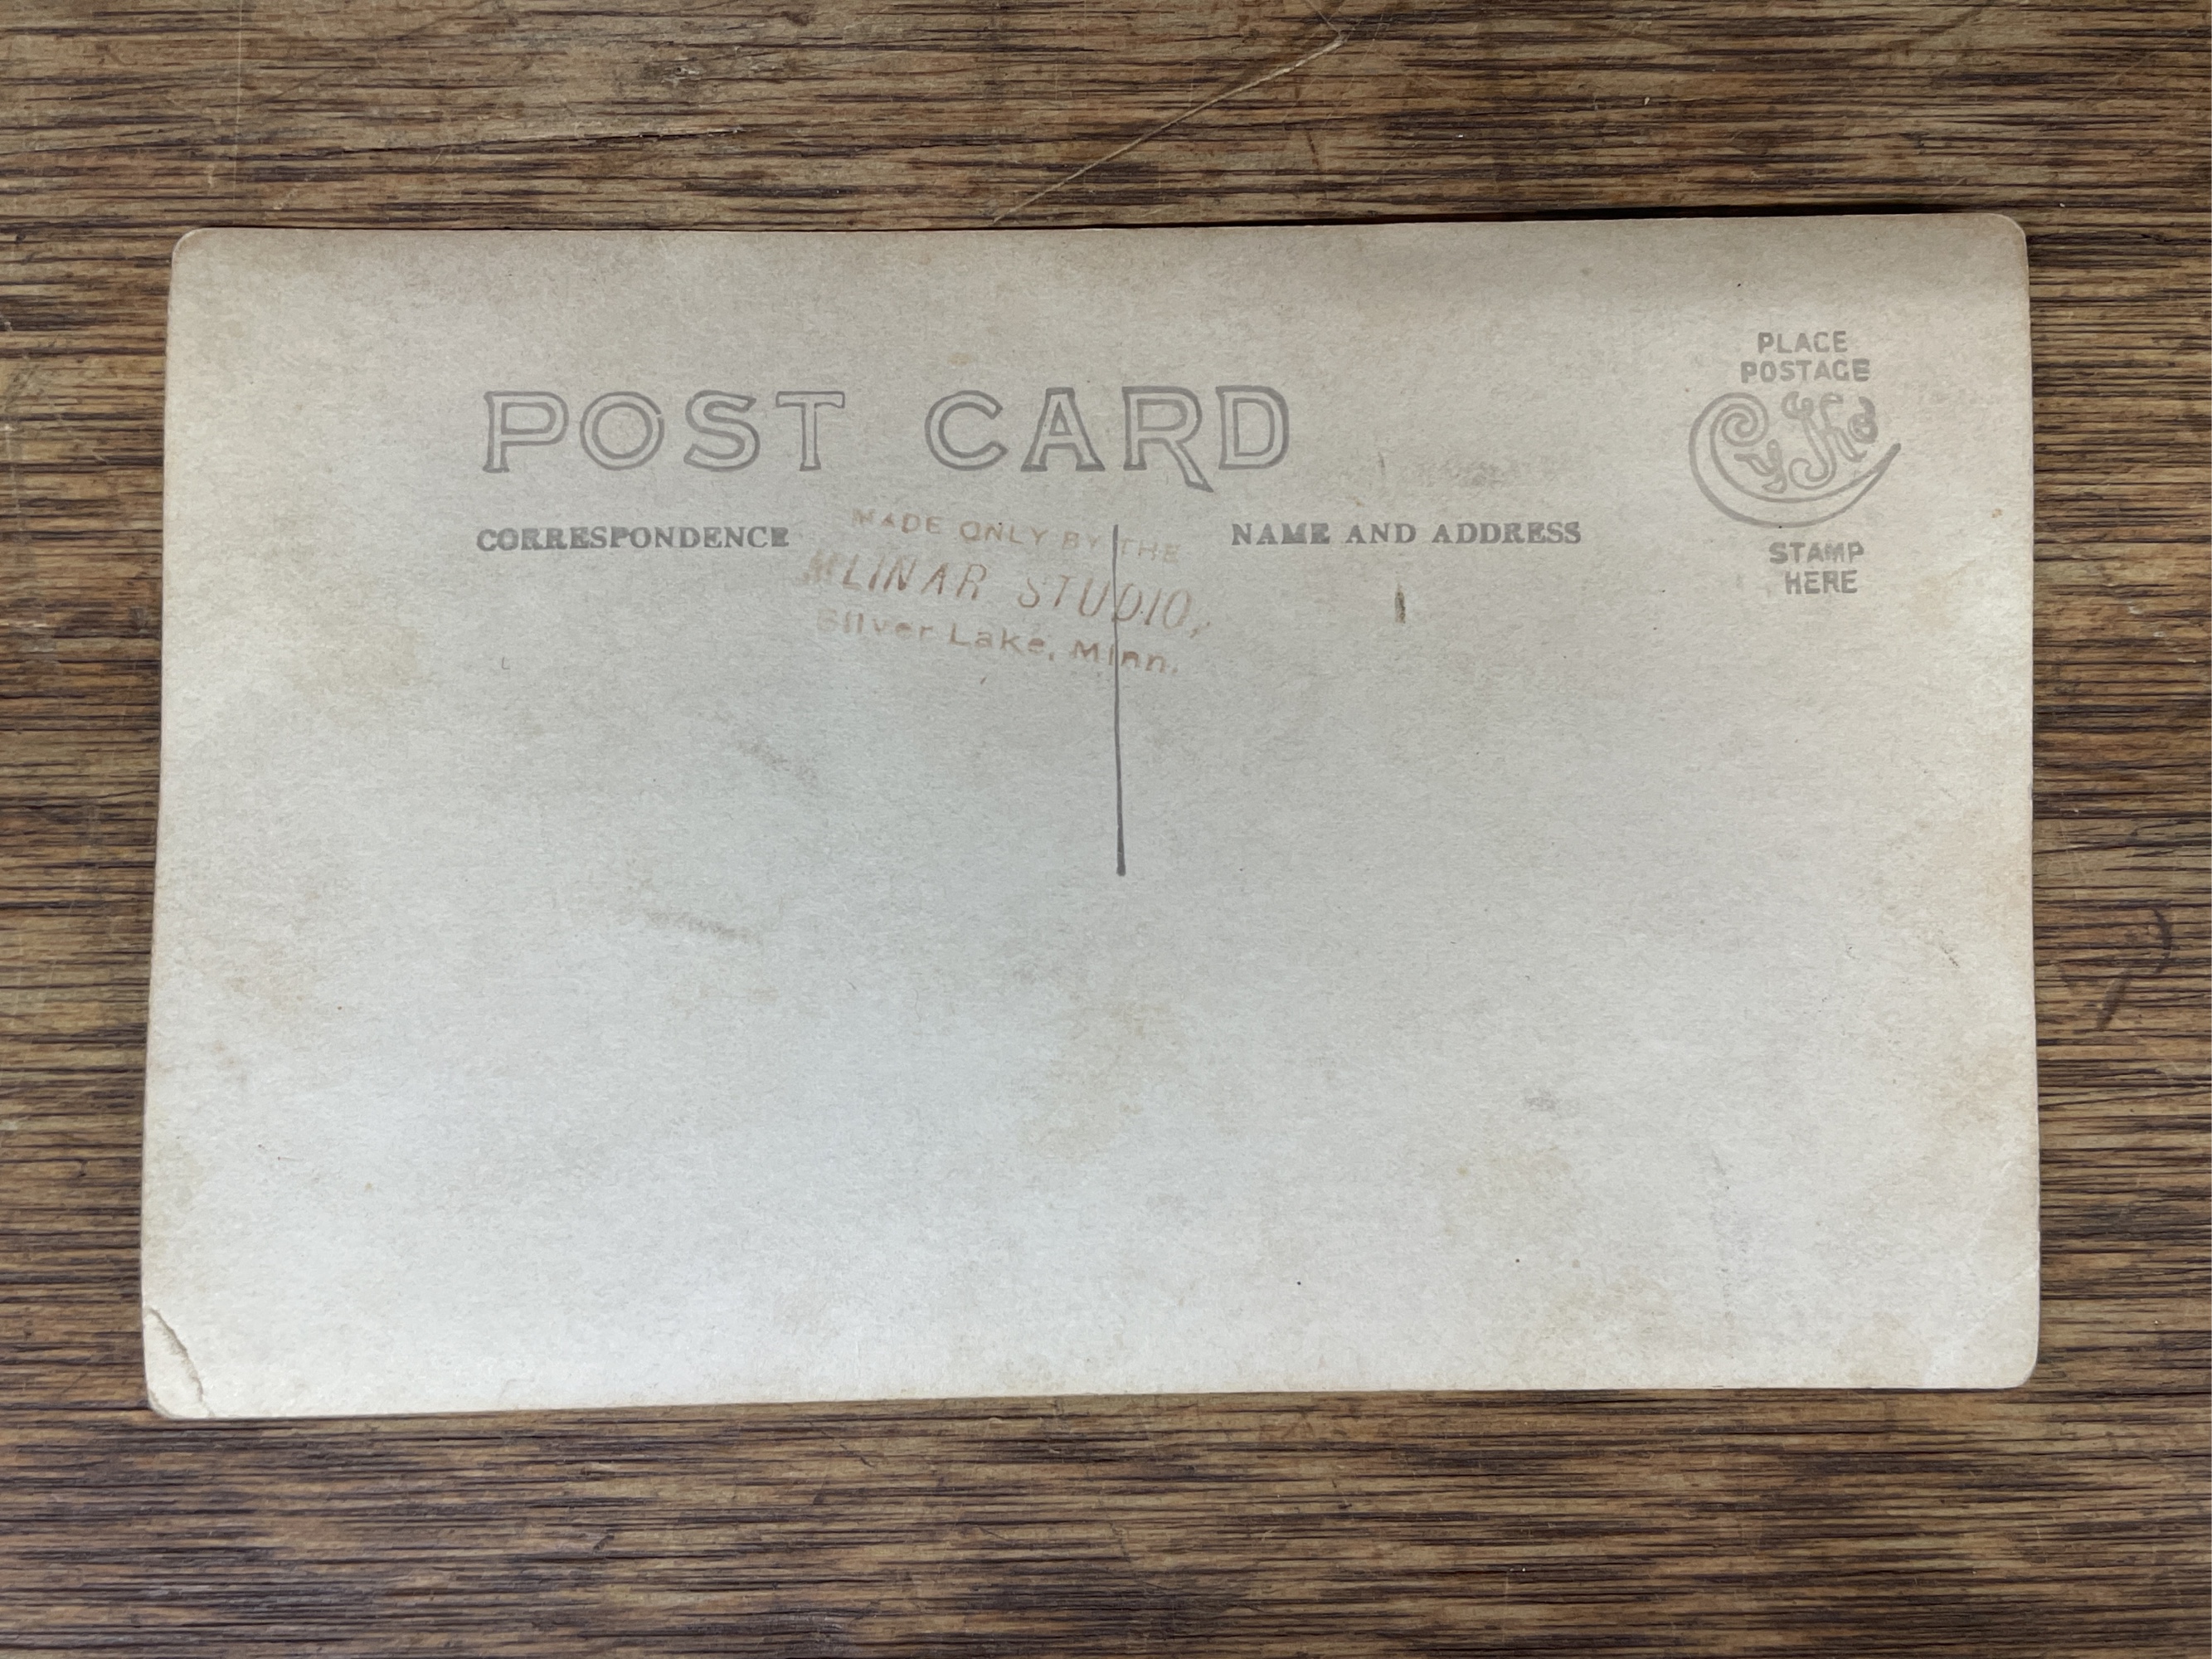 POST CARD
PLACE
POSTAGE
CyKo
STAMP
HERE
CORRESPONDENCE
NAME AND ADDRESS
MADE ONLY BY THE
MLINAR STUDIO,
Silver Lake, Minn.